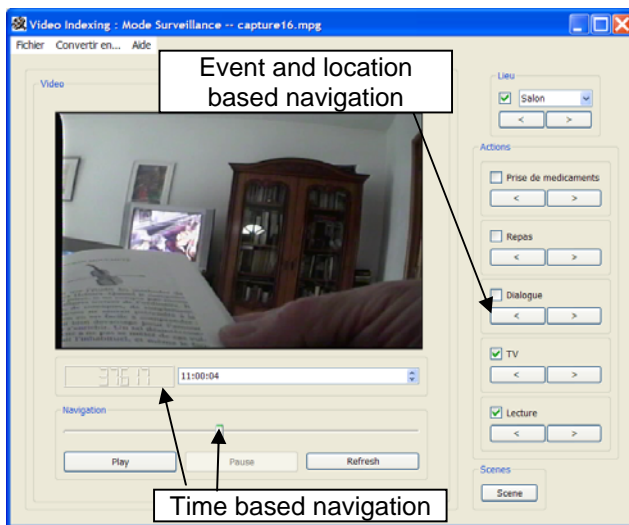 Video Indexing : Mode Surveillance -- capture16.mpg
Fichier Convertir en... Aide
Video
Event and location
based navigation
37617
11:00:04
Navigation
Play Pause Refresh
Time based navigation
Lieu
Salon
< >
Actions
Prise de medicaments
< >
Repas
< >
Dialogue
< >
TV
< >
Lecture
< >
Scenes
Scene